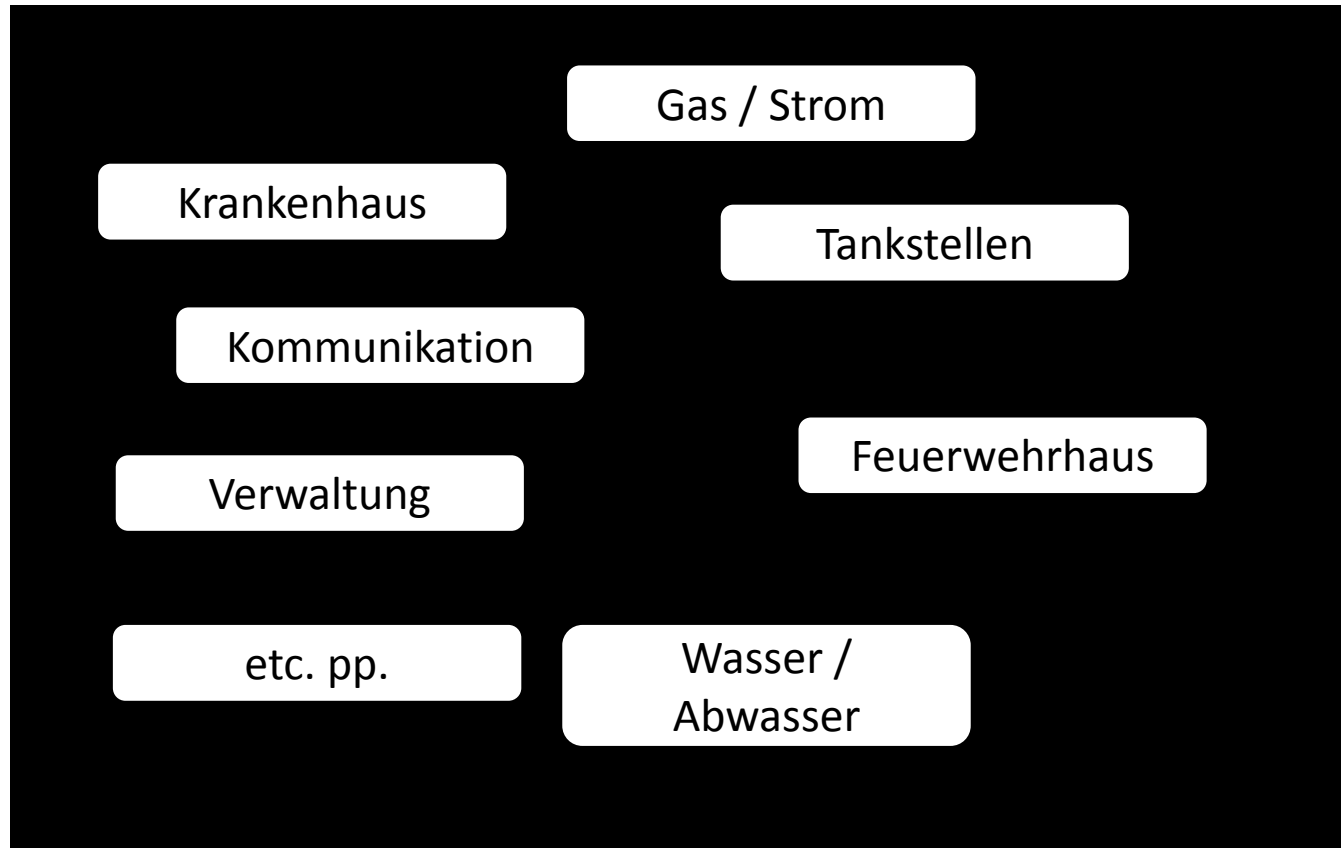 Gas / Strom
Krankenhaus
Tankstellen
Kommunikation
Feuerwehrhaus
Verwaltung
etc. pp.
Wasser /
Abwasser